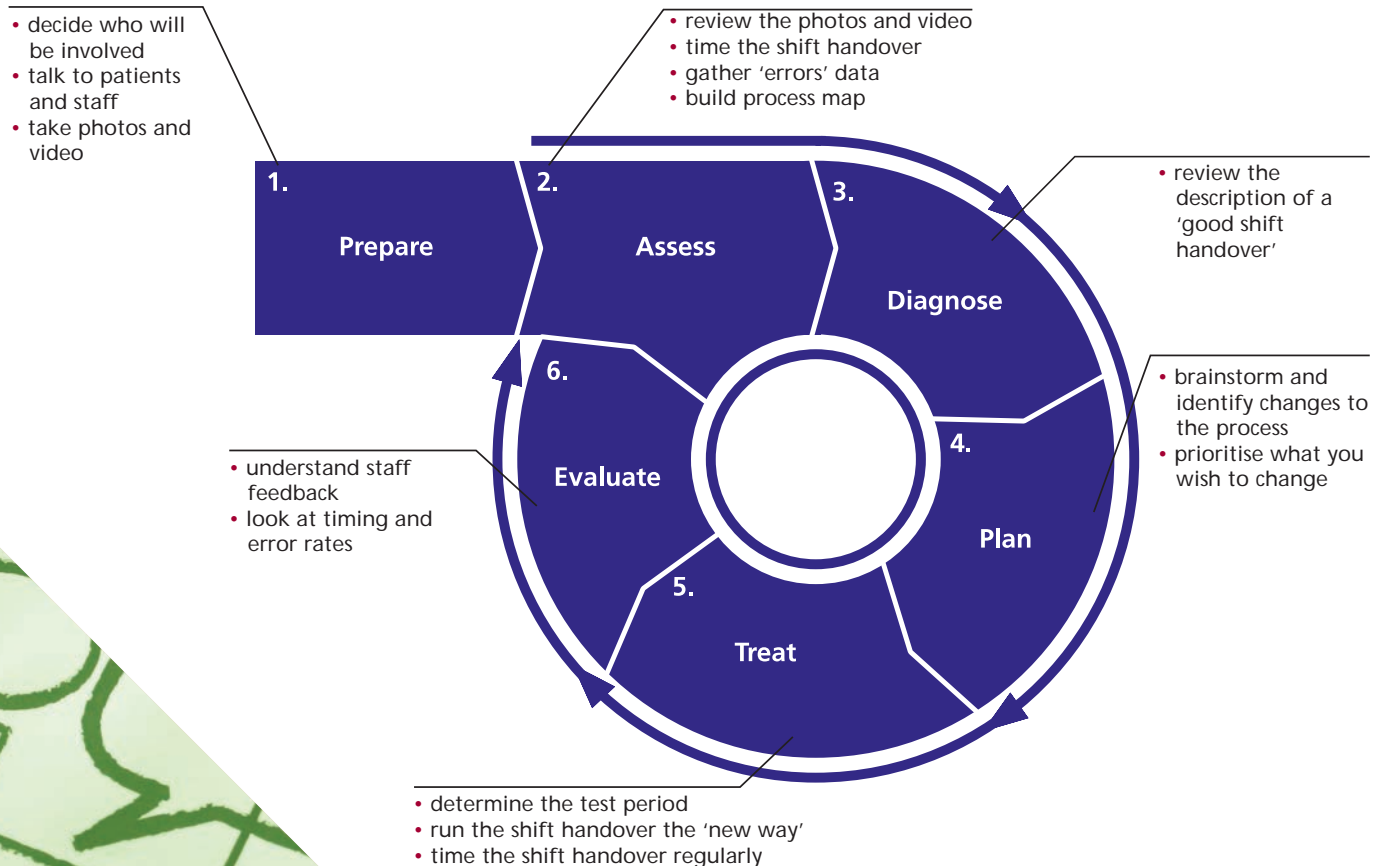 • decide who will
be involved
• talk to patients
and staff
• take photos and
video
• review the photos and video
• time the shift handover
• gather ‘errors’ data
• build process map
1.
Prepare
2.
Assess
3.
Diagnose
• review the
description of a
‘good shift
handover’
4.
Plan
• brainstorm and
identify changes to
the process
• prioritise what you
wish to change
5.
Treat
• determine the test period
• run the shift handover the ‘new way’
• time the shift handover regularly
6.
Evaluate
• understand staff
feedback
• look at timing and
error rates